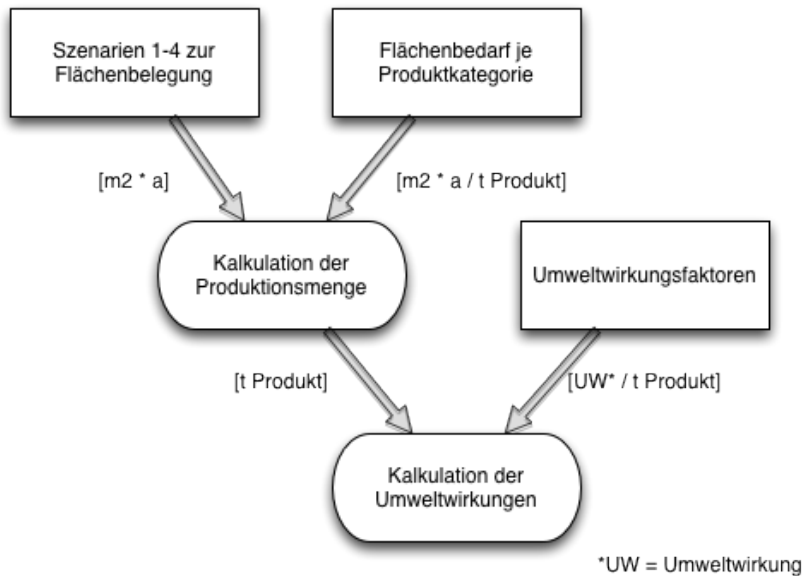 Szenarien 1-4 zur
Flächenbelegung
Flächenbedarf je
Produktkategorie
[m2 * a]
[m2 * a / t Produkt]
Kalkulation der
Produktionsmenge
Umweltwirkungsfaktoren
[t Produkt]
[UW* / t Produkt]
Kalkulation der
Umweltwirkungen
*UW = Umweltwirkung